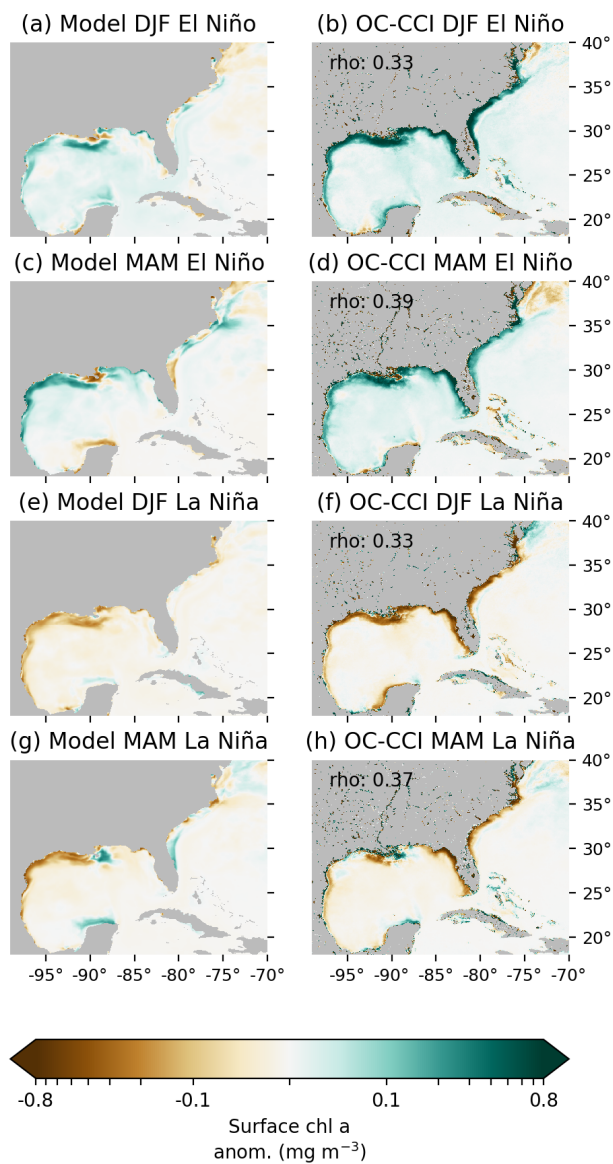 (a) Model DJF El Niño
(b) OC-CCI DJF El Niño
rho: 0.33
40°
35°
30°
25°
20°
(c) Model MAM El Niño
(d) OC-CCI MAM El Niño
rho: 0.39
40°
35°
30°
25°
20°
(e) Model DJF La Niña
(f) OC-CCI DJF La Niña
rho: 0.33
40°
35°
30°
25°
20°
(g) Model MAM La Niña
(h) OC-CCI MAM La Niña
rho: 0.37
40°
35°
30°
25°
20°
-95° -90° -85° -80° -75° -70°
-95° -90° -85° -80° -75° -70°
-0.8 -0.1 0.1 0.8
Surface chl a
anom. (mg m⁻³)